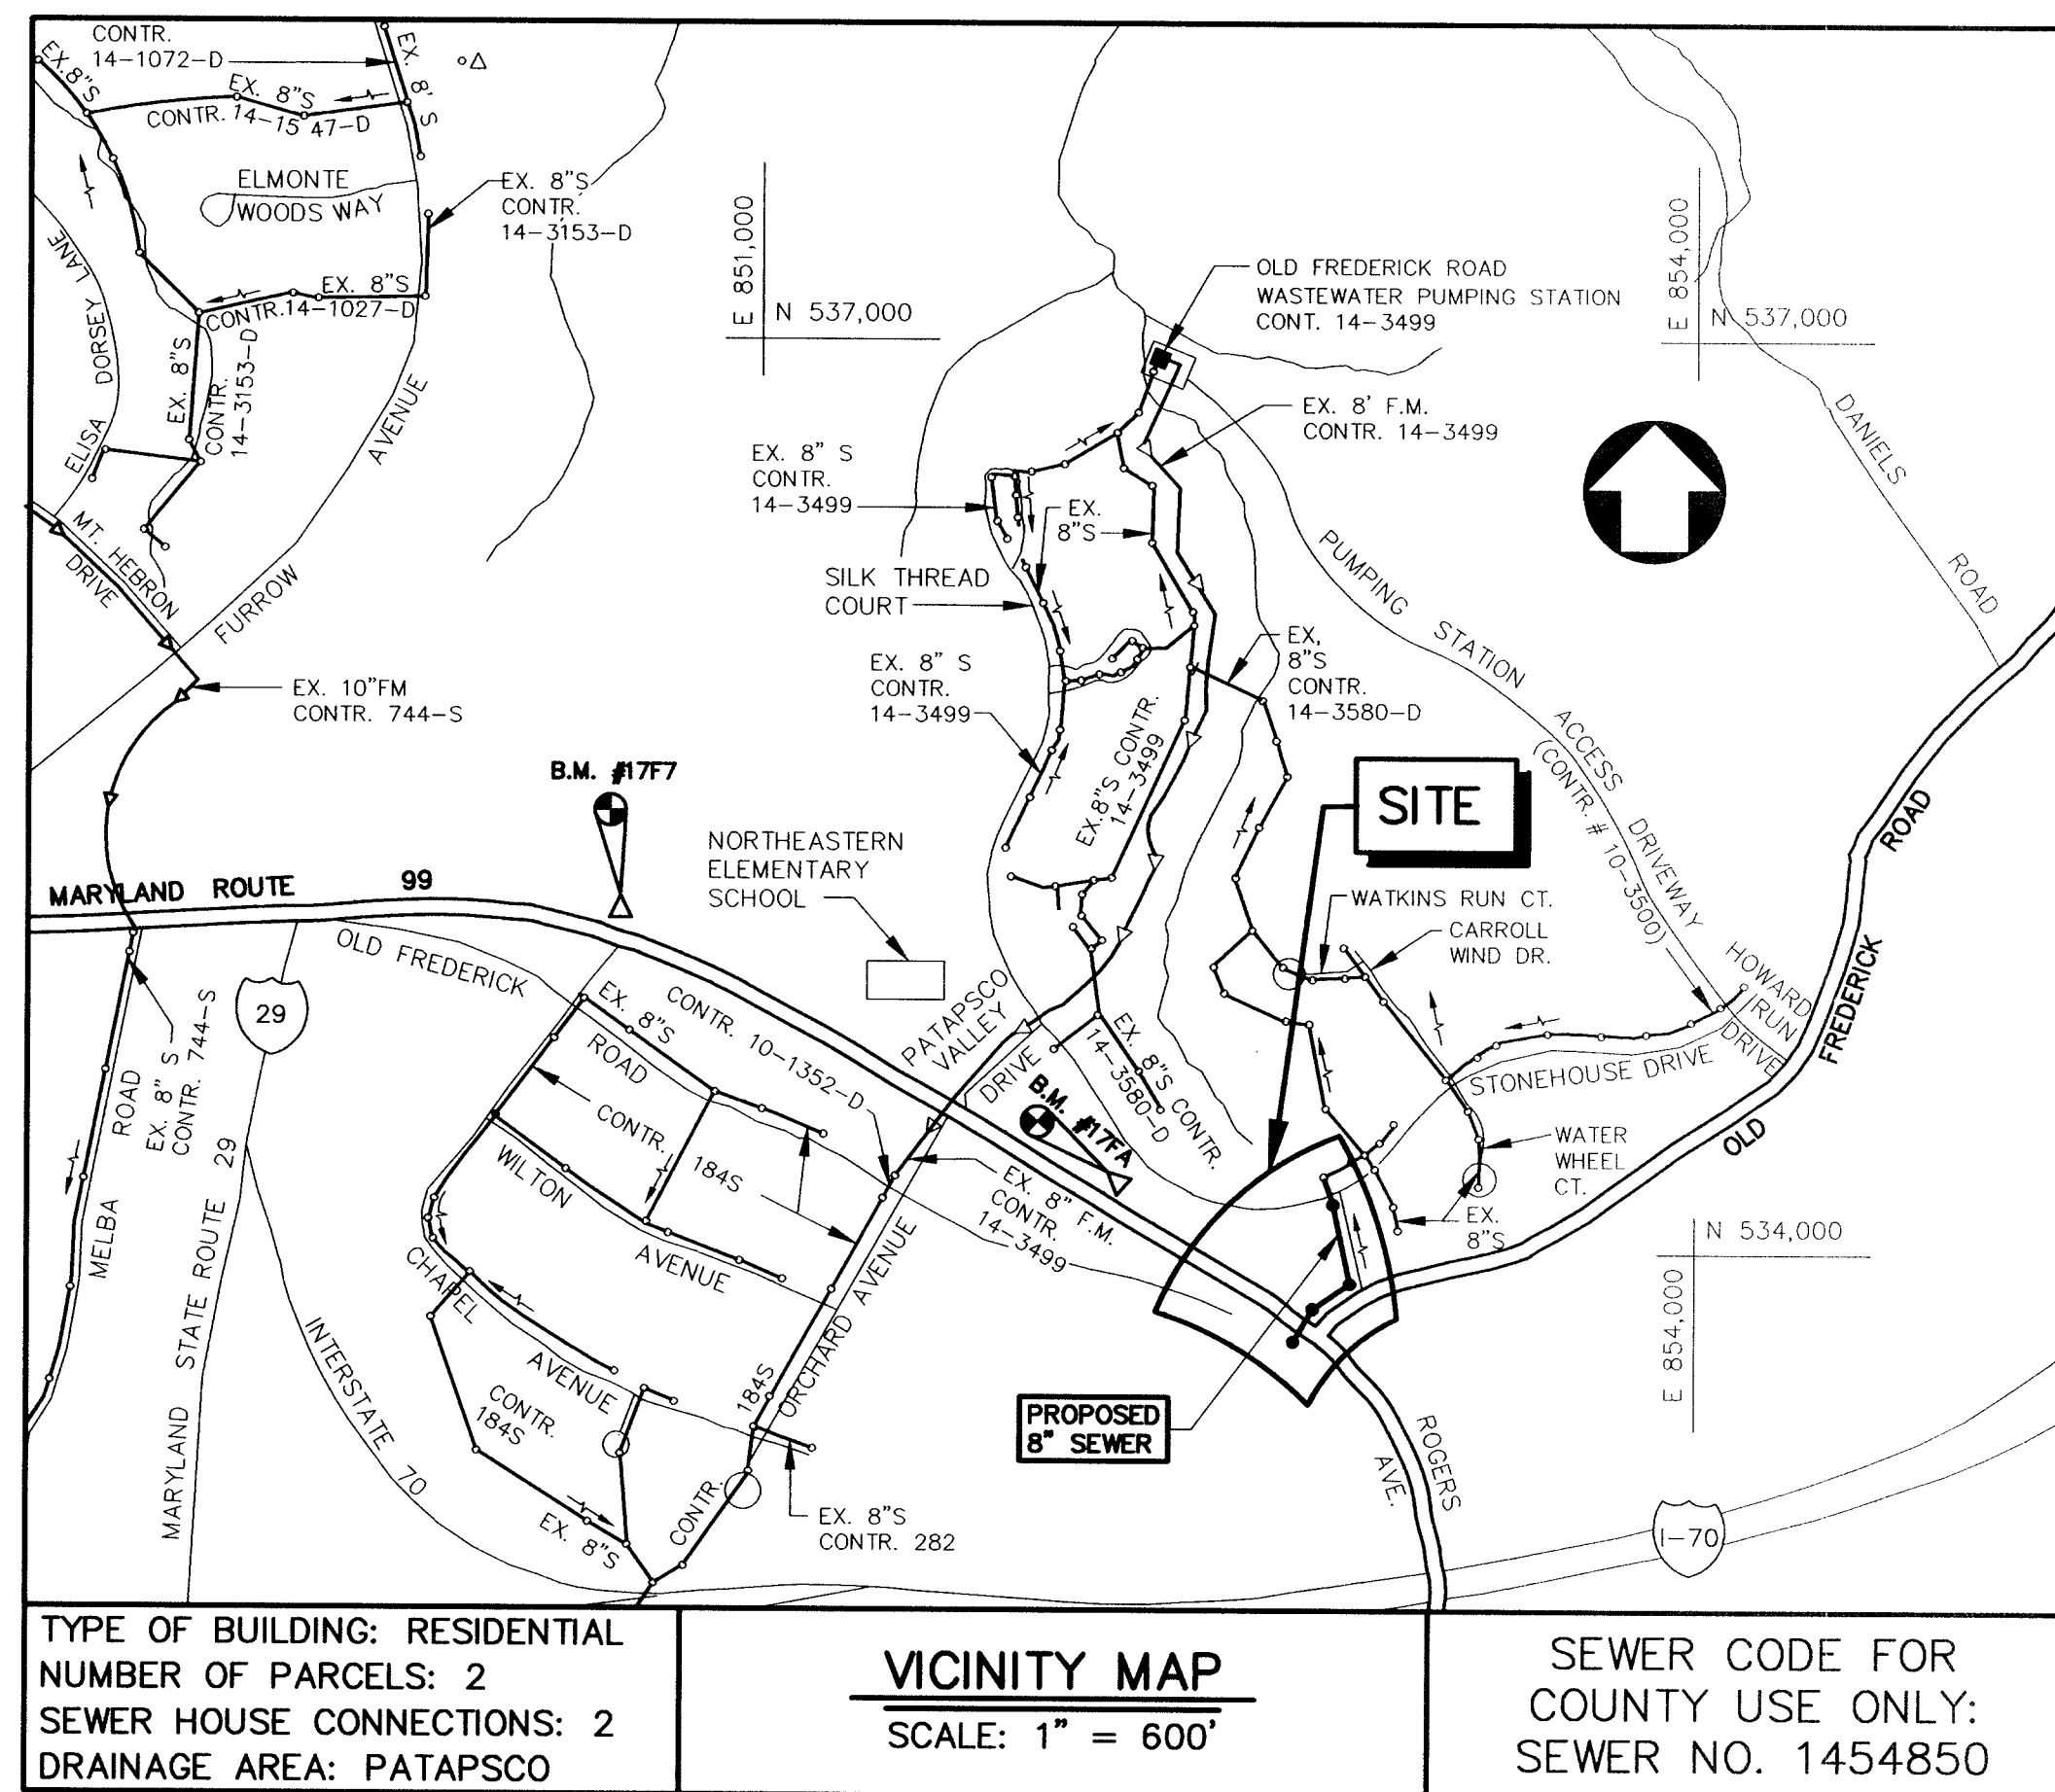 CONTR.
14-1072-D
EX.8"S
EX. 8"S
CONTR. 14-15 47-D
EX. 8' S
ELMONTE
WOODS WAY
EX. 8"S
CONTR.
14-3153-D
ELISA DORSEY LANE
EX. 8"S
CONTR.14-1027-D
EX. 8"S
CONTR.
14-3153-D
FURROW AVENUE
MT. HEBRON
DRIVE
EX. 10"FM
CONTR. 744-S
E 851,000
N 537,000
OLD FREDERICK ROAD
WASTEWATER PUMPING STATION
CONT. 14-3499
E 854,000
N 537,000
EX. 8' F.M.
CONTR. 14-3499
DANIELS ROAD
EX. 8" S
CONTR.
14-3499
EX.
8"S
SILK THREAD
COURT
PUMPING STATION ACCESS DRIVEWAY
(CONTR. # 10-3500)
EX. 8" S
CONTR.
14-3499
EX,
8"S
CONTR.
14-3580-D
EX.8"S CONTR.
14-3499
B.M. #17F7
SITE
NORTHEASTERN
ELEMENTARY
SCHOOL
MARYLAND ROUTE 99
WATKINS RUN CT.
CARROLL
WIND DR.
HOWARD
RUN
DRIVE
OLD FREDERICK ROAD
OLD FREDERICK ROAD
29
EX. 8" S
CONTR. 744-S
MELBA ROAD
MARYLAND STATE ROUTE 29
EX. 8"S
CONTR. 10-1352-D
PATAPSCO
VALLEY
DRIVE
B.M. #17FA
EX. 8"S CONTR.
14-3580-D
STONEHOUSE DRIVE
CONTR. 184S
WILTON AVENUE
EX. 8" F.M.
CONTR.
14-3499
WATER
WHEEL
CT.
EX.
8"S
N 534,000
E 854,000
CHAPEL AVENUE
ORCHARD AVENUE
INTERSTATE 70
CONTR.
184S
184S
CONTR.
EX. 8"S
EX. 8"S
CONTR. 282
PROPOSED
8" SEWER
ROGERS
AVE.
I-70
TYPE OF BUILDING: RESIDENTIAL
NUMBER OF PARCELS: 2
SEWER HOUSE CONNECTIONS: 2
DRAINAGE AREA: PATAPSCO
VICINITY MAP
SCALE: 1" = 600'
SEWER CODE FOR
COUNTY USE ONLY:
SEWER NO. 1454850